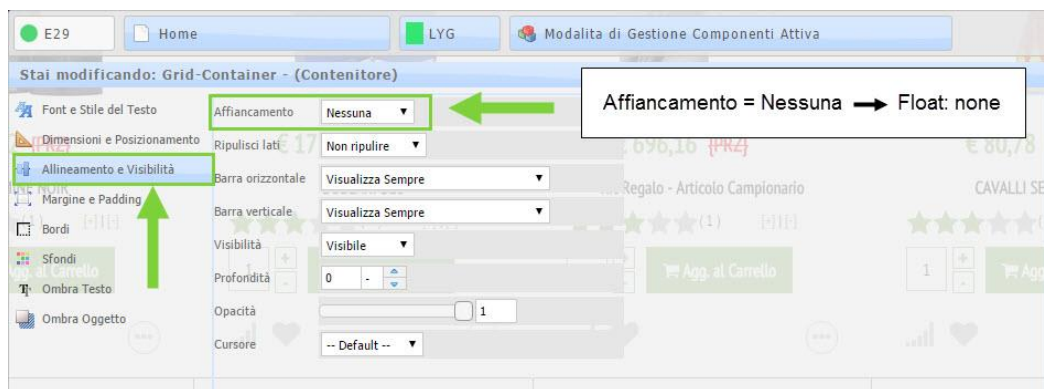 E29 Home LYG Modalita di Gestione Componenti Attiva
Stai modificando: Grid-Container - (Contenitore)
Affiancamento = Nessuna → Float: none
Font e Stile del Testo
Dimensioni e Posizionamento
Allineamento e Visibilità
Margine e Padding
Bordi
Sfondi
Ombra Testo
Ombra Oggetto
Affiancamento Nessuna
Ripulisci lati Non ripulire
Barra orizzontale Visualizza Sempre
Barra verticale Visualizza Sempre
Visibilità Visibile
Profondità 0 -
Opacità 1
Cursore -- Default --
€ 17
696,16 {PRZ}
€ 80,78
Regalo - Articolo Campionario
CAVALLI SE
(1) [-][-]
(1)
Agg. al Carrello
Agg. al Carrello
1
Agg